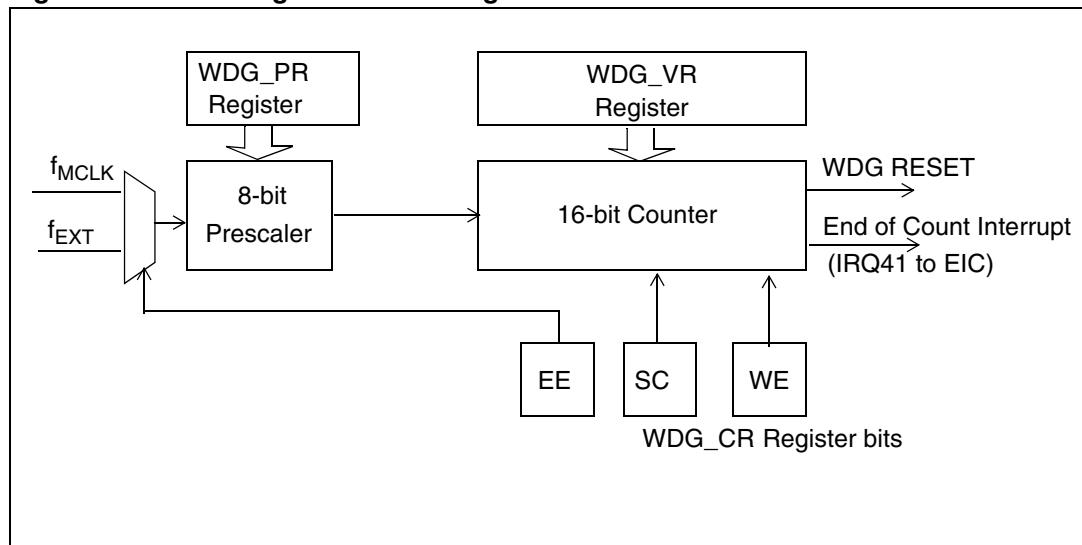 WDG_PR
Register
WDG_VR
Register
fMCLK
fEXT
8-bit
Prescaler
16-bit Counter
WDG RESET
End of Count Interrupt
(IRQ41 to EIC)
EE
SC
WE
WDG_CR Register bits